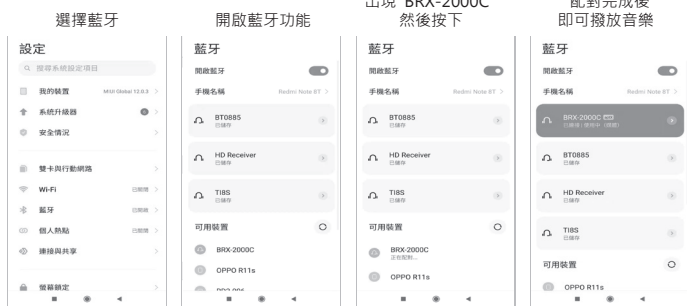 選擇藍牙
設定
搜尋系統設定項目
我的裝置 MIUI Global 12.0.3
系統升級器
安全情況
雙卡與行動網路
Wi-Fi 已關閉
藍牙 已開啟
個人熱點 已關閉
連接與共享
螢幕鎖定
開啟藍牙功能
藍牙
開啟藍牙
手機名稱 Redmi Note 8T
BT0885
已儲存
HD Receiver
已儲存
TI8S
已儲存
可用裝置
BRX-2000C
OPPO R11s
出現 "BRX-2000C"
然後按下
藍牙
開啟藍牙
手機名稱 Redmi Note 8T
BT0885
已儲存
HD Receiver
已儲存
TI8S
已儲存
可用裝置
BRX-2000C
正在配對...
OPPO R11s
配對完成後
即可撥放音樂
藍牙
開啟藍牙
手機名稱 Redmi Note 8T
BRX-2000C
BT0885
已儲存
HD Receiver
已儲存
TI8S
已儲存
可用裝置
OPPO R11s